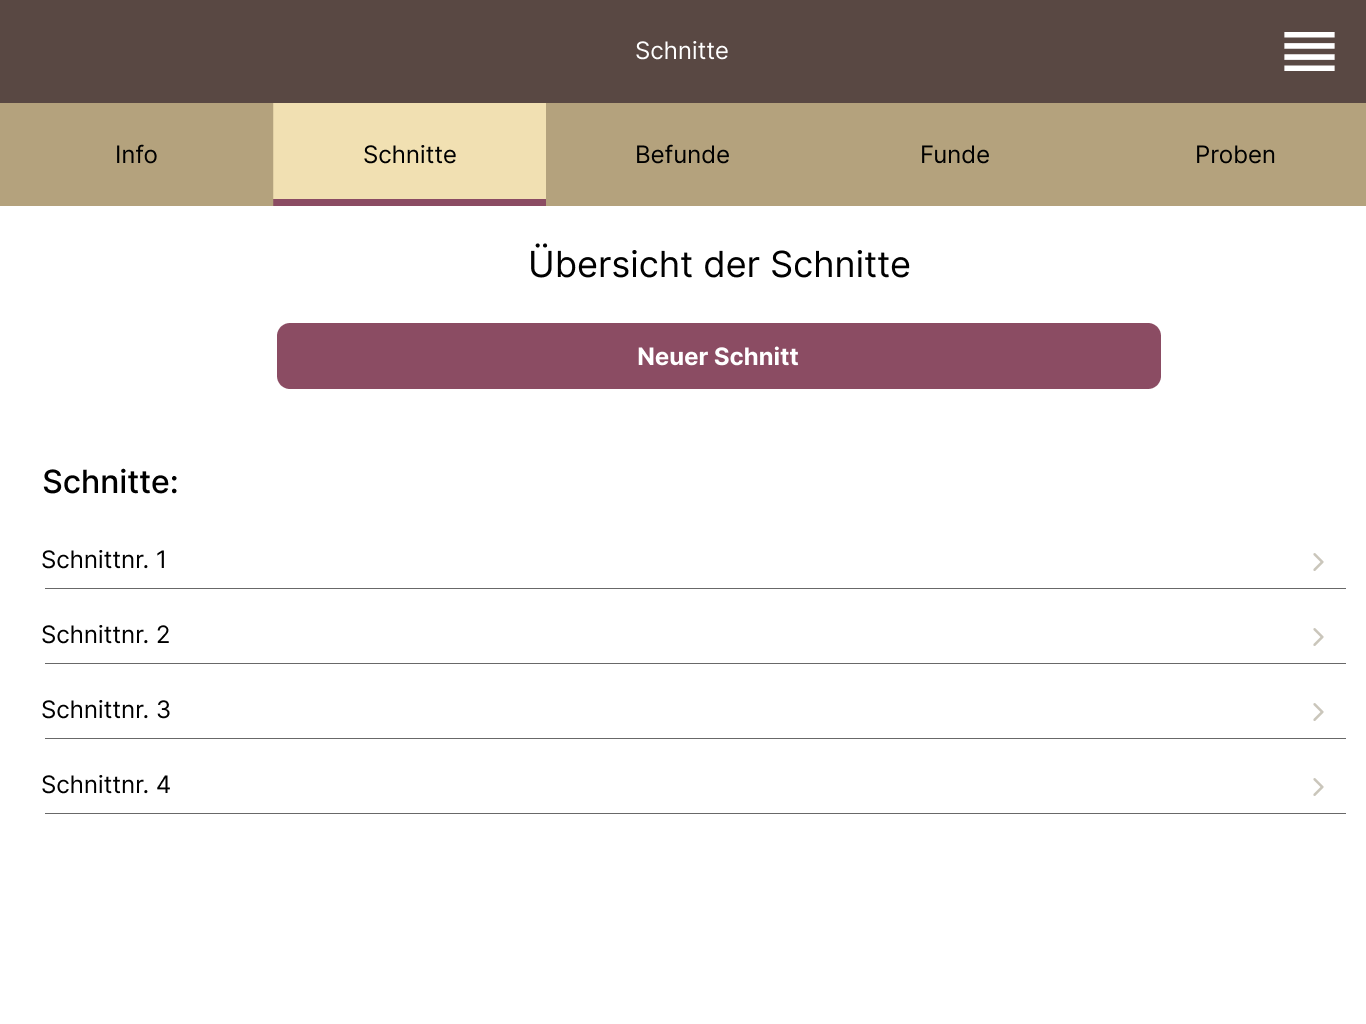 Schnitte
Info
Schnitte
Befunde
Funde
Proben
Übersicht der Schnitte
Neuer Schnitt
Schnitte:
Schnittnr. 1
Schnittnr. 2
Schnittnr. 3
Schnittnr. 4